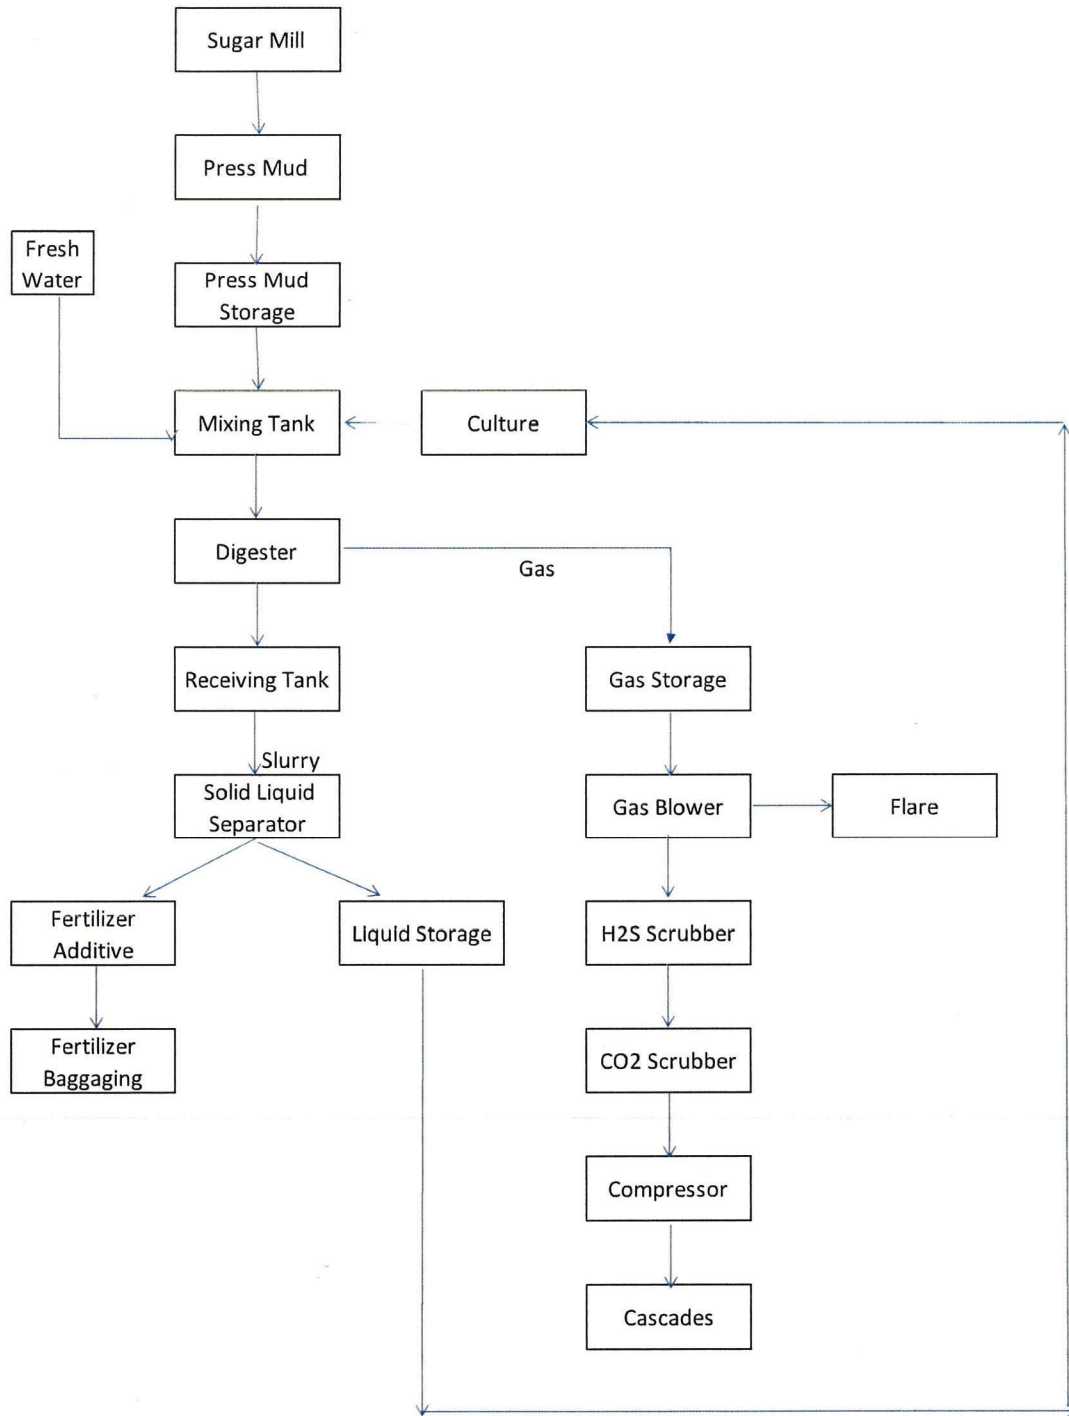 Sugar Mill
Press Mud
Fresh
Water
Press Mud
Storage
Mixing Tank
Culture
Digester
Gas
Receiving Tank
Gas Storage
Slurry
Solid Liquid
Separator
Gas Blower
Flare
Fertilizer
Additive
Liquid Storage
H2S Scrubber
Fertilizer
Baggaging
CO2 Scrubber
Compressor
Cascades